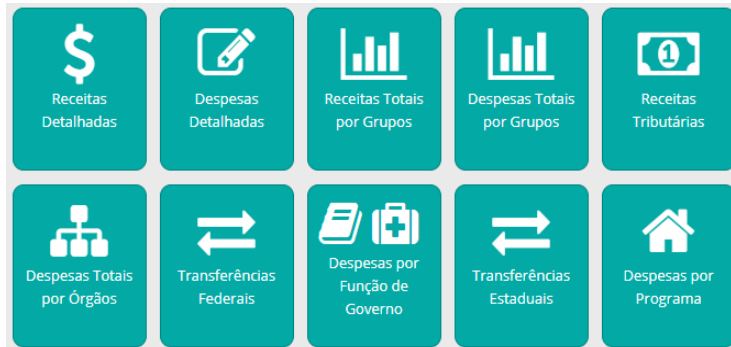 Receitas
Detalhadas
Despesas
Detalhadas
Receitas Totais
por Grupos
Despesas Totais
por Grupos
1
Receitas
Tributárias
Despesas Totais
por Órgãos
Transferências
Federais
Despesas por
Função de
Governo
Transferências
Estaduais
Despesas por
Programa